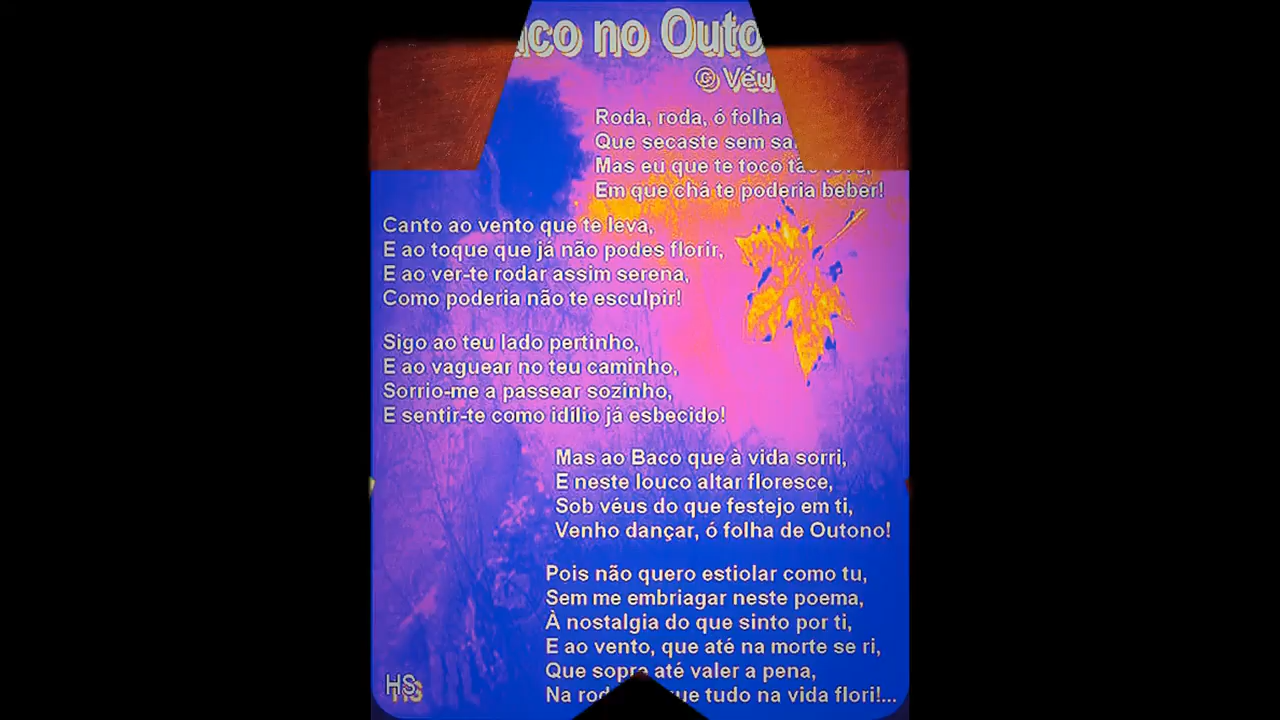 no
© Véu
Roda, roda, ó folha
Que secaste sem
Mas eu que te toco
Em que chá te poderia beber!
Canto ao vento que te leva,
E ao toque que já não podes florir,
E ao ver-te rodar assim serena,
Como poderia não te esculpir!
Sigo ao teu lado pertinho,
E ao vaguear no teu caminho,
Sorrio-me a passear sozinho,
E sentir-te como idílio já esbecido!
Mas ao Baco que à vida sorri,
E neste louco altar floresce,
Sob véus do que festejo em ti,
Venho dançar, ó folha de Outono!
Pois não quero estiolar como tu,
Sem me embriagar neste poema,
À nostalgia do que sinto por ti,
E ao vento, que até na morte se ri,
Que sopra até valer a pena,
Na tudo na vida flori!...
HS